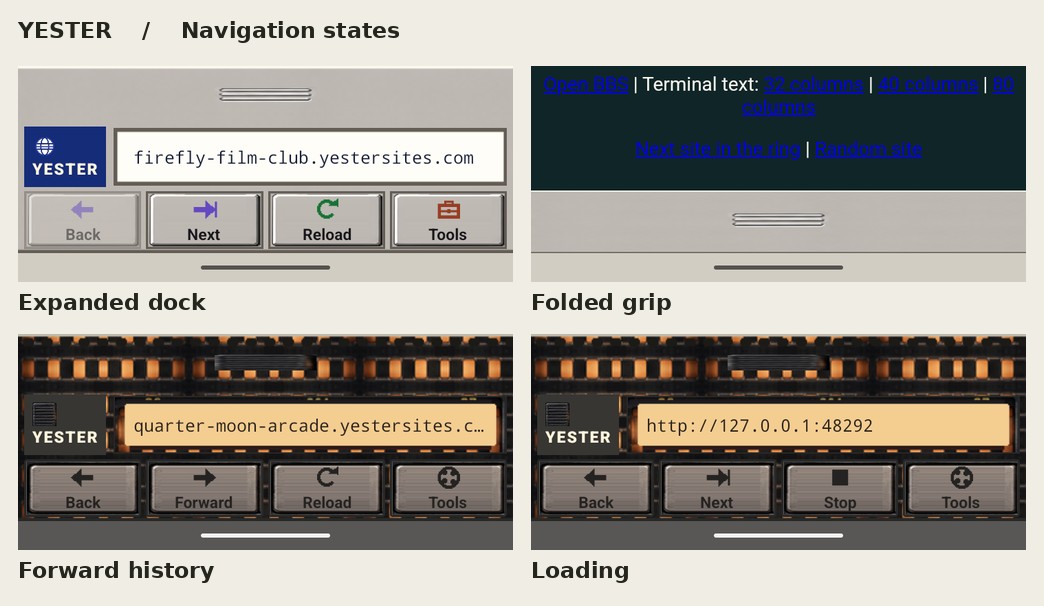 YESTER / Navigation states
YESTER
firefly-film-club.yestersites.com
Back
Next
Reload
Tools
Expanded dock
Open BBS | Terminal text: 32 columns | 40 columns | 80
columns
Next site in the ring | Random site
Folded grip
YESTER
quarter-moon-arcade.yestersites.c…
Back
Forward
Reload
Tools
Forward history
YESTER
http://127.0.0.1:48292
Back
Next
Stop
Tools
Loading